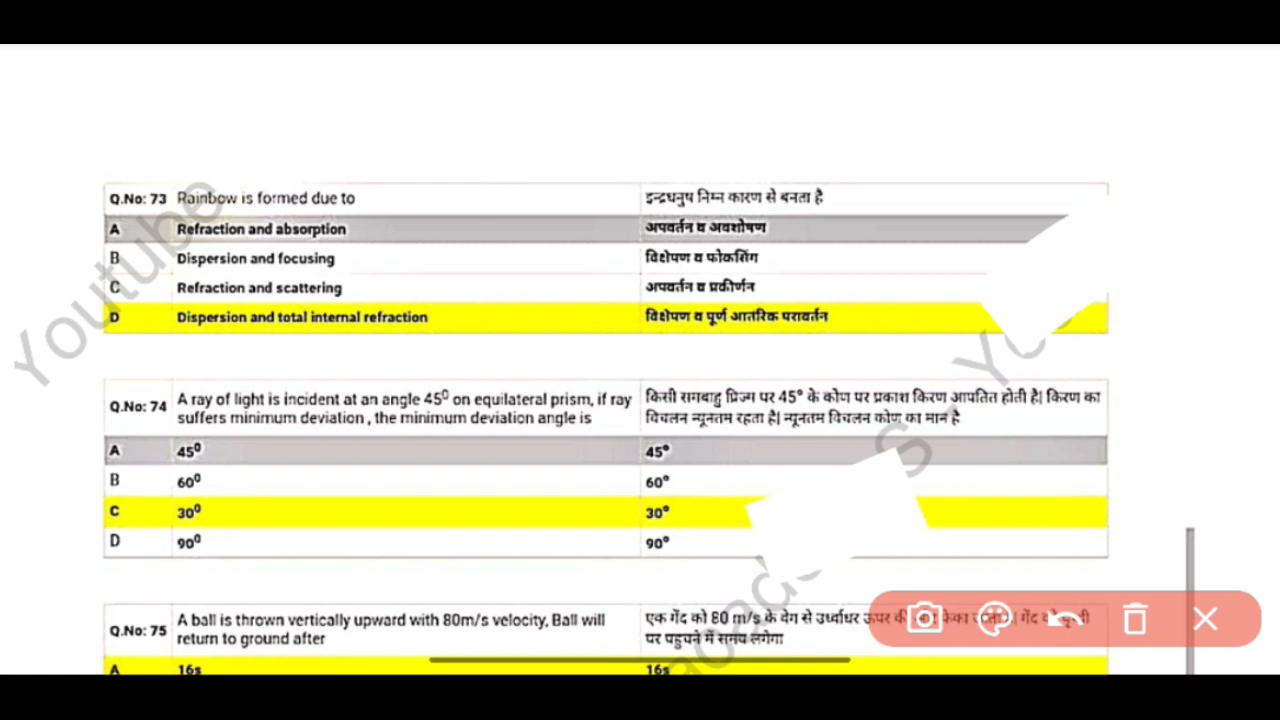 Q.No: 73 Rainbow is formed due to इन्द्रधनुष निम्न कारण से बनता है
A Refraction and absorption अपवर्तन व अवशोषण
B Dispersion and focusing विक्षेपण व फोकसिंग
C Refraction and scattering अपवर्तन व प्रकीर्णन
D Dispersion and total internal refraction विक्षेपण व पूर्ण आतंरिक परावर्तन
Q.No: 74 A ray of light is incident at an angle 45⁰ on equilateral prism, if ray किसी समबाहु प्रिज्म पर 45° के कोण पर प्रकाश किरण आपतित होती है| किरण का
suffers minimum deviation , the minimum deviation angle is विचलन न्यूनतम रहता है| न्यूनतम विचलन कोण का मान है
A 45⁰ 45°
B 60⁰ 60°
C 30⁰ 30°
D 90⁰ 90°
Q.No: 75 A ball is thrown vertically upward with 80m/s velocity, Ball will एक गेंद को 80 m/s के वेग से उर्ध्वाधर ऊपर की फेका गेंद
return to ground after पर पहुचने में समय लगेगा
A 16s 16s
Youtube